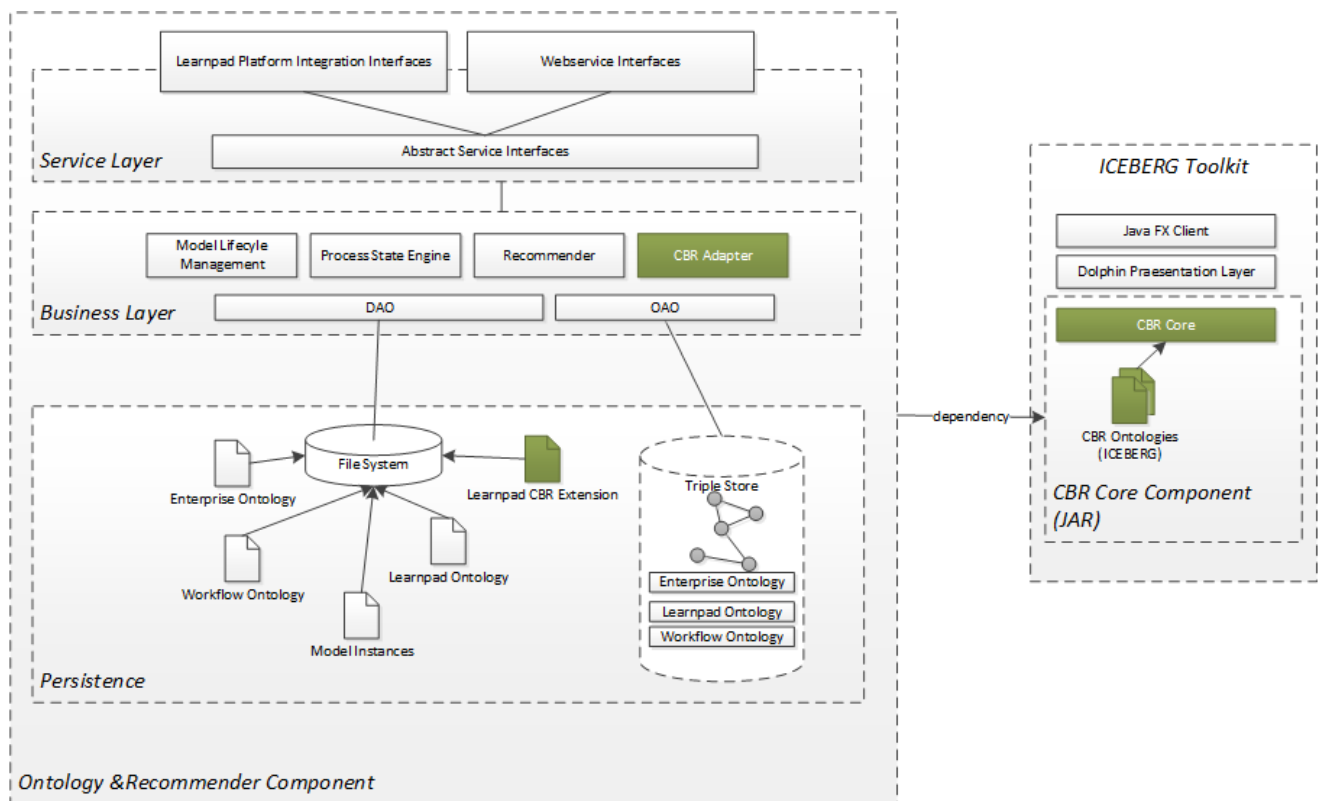 Learnpad Platform Integration Interfaces
Webservice Interfaces
Abstract Service Interfaces
Service Layer
Model Lifecyle
Management
Process State Engine
Recommender
CBR Adapter
DAO
OAO
Business Layer
File System
Enterprise Ontology
Learnpad CBR Extension
Workflow Ontology
Learnpad Ontology
Model Instances
Triple Store
Enterprise Ontology
Learnpad Ontology
Workflow Ontology
Persistence
Ontology &Recommender Component
dependency
ICEBERG Toolkit
Java FX Client
Dolphin Praesentation Layer
CBR Core
CBR Ontologies
(ICEBERG)
CBR Core Component
(JAR)